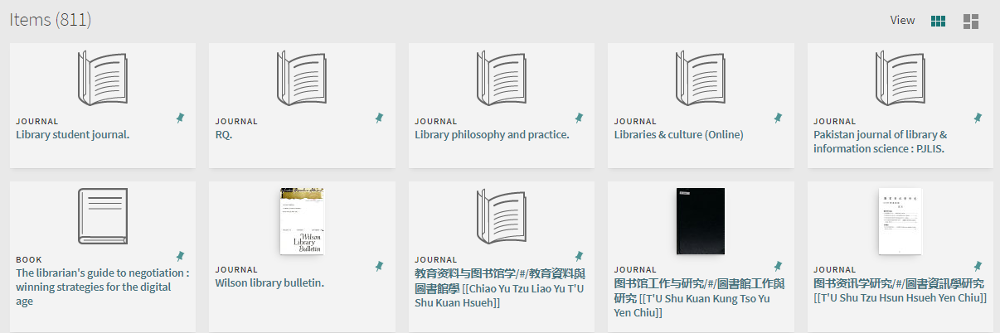 Items (811)
View
JOURNAL
Library student journal.
JOURNAL
RQ.
JOURNAL
Library philosophy and practice.
JOURNAL
Libraries & culture (Online)
JOURNAL
Pakistan journal of library &
information science : PJLIS.
BOOK
The librarian's guide to negotiation :
winning strategies for the digital
age
Wilson
Library
Bulletin
JOURNAL
Wilson library bulletin.
JOURNAL
教育资料与图书馆学/#/教育資料與
圖書館學 [[Chiao Yu Tzu Liao Yu T'U
Shu Kuan Hsueh]]
JOURNAL
图书馆工作与研究/#/圖書館工作與
研究 [[T'U Shu Kuan Kung Tso Yu
Yen Chiu]]
JOURNAL
图书资讯学研究/#/圖書資訊學研究
[[T'U Shu Tzu Hsun Hsueh Yen Chiu]]